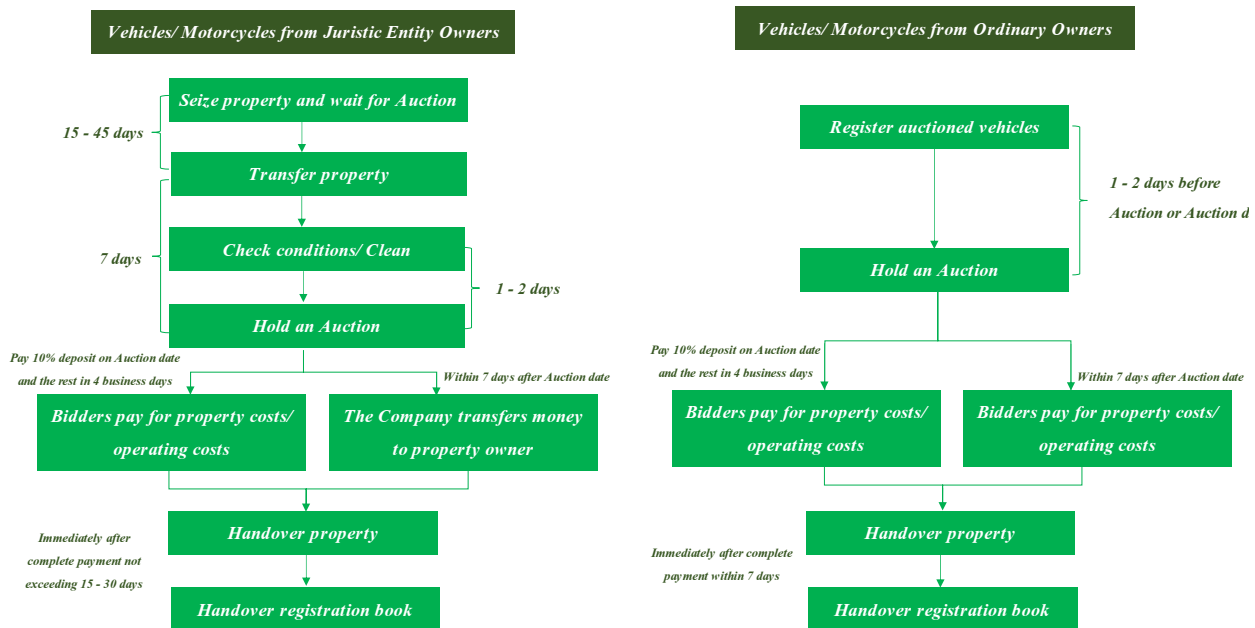 Vehicles/ Motorcycles from Juristic Entity Owners
Seize property and wait for Auction
15 - 45 days
Transfer property
Check conditions/ Clean
7 days
1 - 2 days
Hold an Auction
Pay 10% deposit on Auction date
and the rest in 4 business days
Within 7 days after Auction date
Bidders pay for property costs/
operating costs
The Company transfers money
to property owner
Handover property
Immediately after
complete payment not
exceeding 15 - 30 days
Handover registration book
Vehicles/ Motorcycles from Ordinary Owners
Register auctioned vehicles
1 - 2 days before
Auction or Auction d
Hold an Auction
Pay 10% deposit on Auction date
and the rest in 4 business days
Within 7 days after Auction date
Bidders pay for property costs/
operating costs
Bidders pay for property costs/
operating costs
Handover property
Immediately after complete
payment within 7 days
Handover registration book